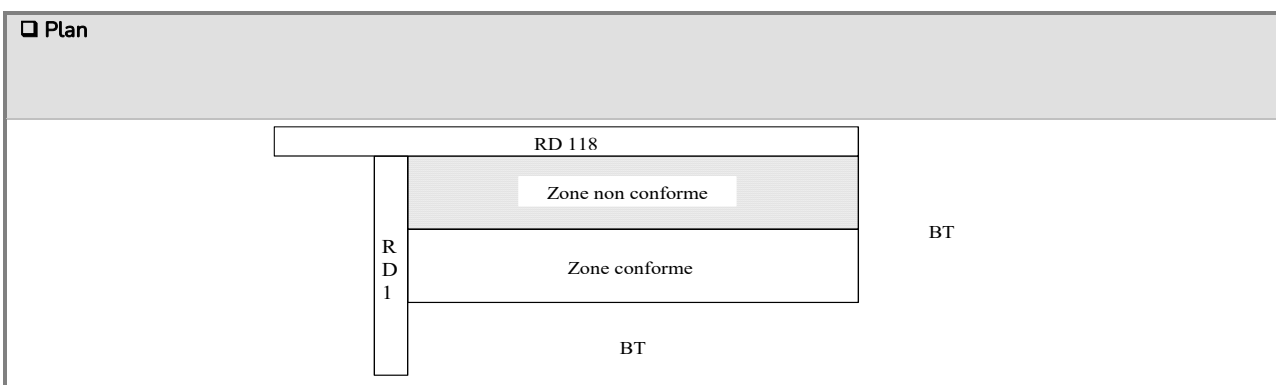 ❑ Plan
RD 118
Zone non conforme
BT
R
D
1
Zone conforme
BT